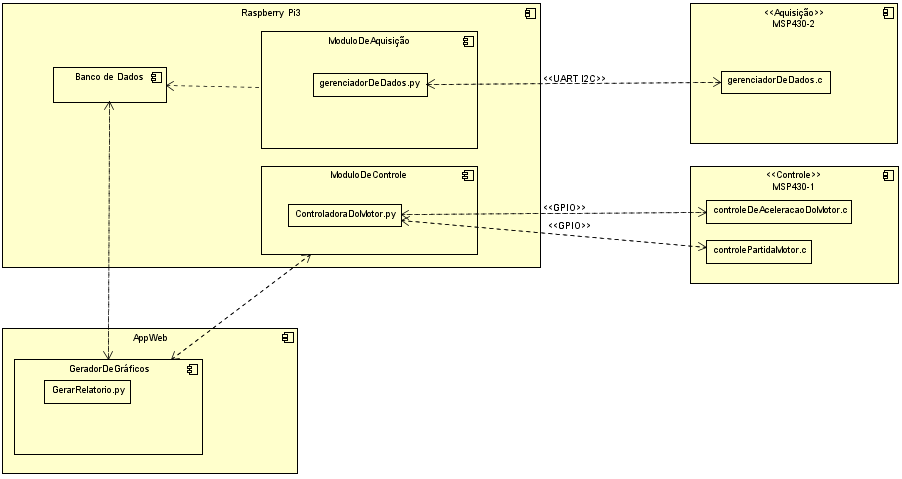 Raspberry Pi3
ModuloDeAquisição
Banco de Dados
gerenciadorDeDados.py
<<UART I2C>>
<<Aquisição>>
MSP430-2
gerenciadorDeDados.c
ModuloDeControle
ControladoraDoMotor.py
<<GPIO>>
<<GPIO>>
<<Controle>>
MSP430-1
controleDeAceleracaoDoMotor.c
controlePartidaMotor.c
AppWeb
GeradorDeGráficos
GerarRelatorio.py